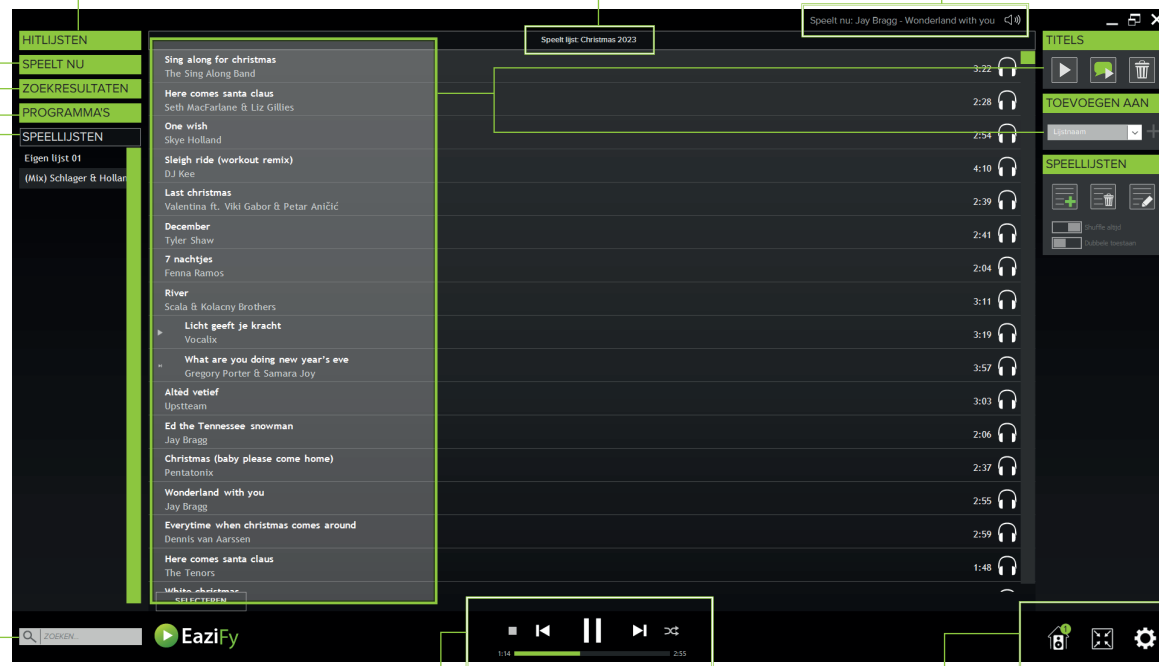 Speelt nu: Jay Bragg - Wonderland with you
HITLIJSTEN
SPEELT NU
ZOEKRESULTATEN
PROGRAMMA'S
SPEELLIJSTEN
Eigen lijst 01
(Mix) Schlager & Hollan
Speelt lijst: Christmas 2023
Sing along for christmas
The Sing Along Band
3:22
Here comes santa claus
Seth MacFarlane & Liz Gillies
2:28
One wish
Skye Holland
2:54
Sleigh ride (workout remix)
DJ Kee
4:10
Last christmas
Valentina ft. Viki Gabor & Petar Aničić
2:39
December
Tyler Shaw
2:41
7 nachtjes
Fenna Ramos
2:04
River
Scala & Kolacny Brothers
3:11
Licht geeft je kracht
Vocalix
3:19
What are you doing new year's eve
Gregory Porter & Samara Joy
3:57
Altèd vetief
Upstteam
3:03
Ed the Tennessee snowman
Jay Bragg
2:06
Christmas (baby please come home)
Pentatonix
2:37
Wonderland with you
Jay Bragg
2:55
Everytime when christmas comes around
Dennis van Aarssen
2:59
Here comes santa claus
The Tenors
1:48
White christmas
SELECTEREN
TITELS
TOEVOEGEN AAN
Lijstnaam
SPEELLIJSTEN
Shuffle altijd
Dubbele toestaan
ZOEKEN...
EaziFy
1:14
2:55
1